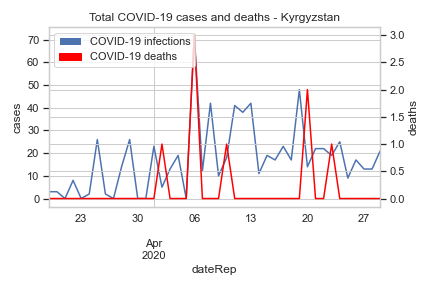 Total COVID-19 cases and deaths - Kyrgyzstan
COVID-19 infections
COVID-19 deaths
cases
70
60
50
40
30
20
10
0
deaths
3.0
2.5
2.0
1.5
1.0
0.5
0.0
23 30 06 13 20 27
Apr
2020
dateRep